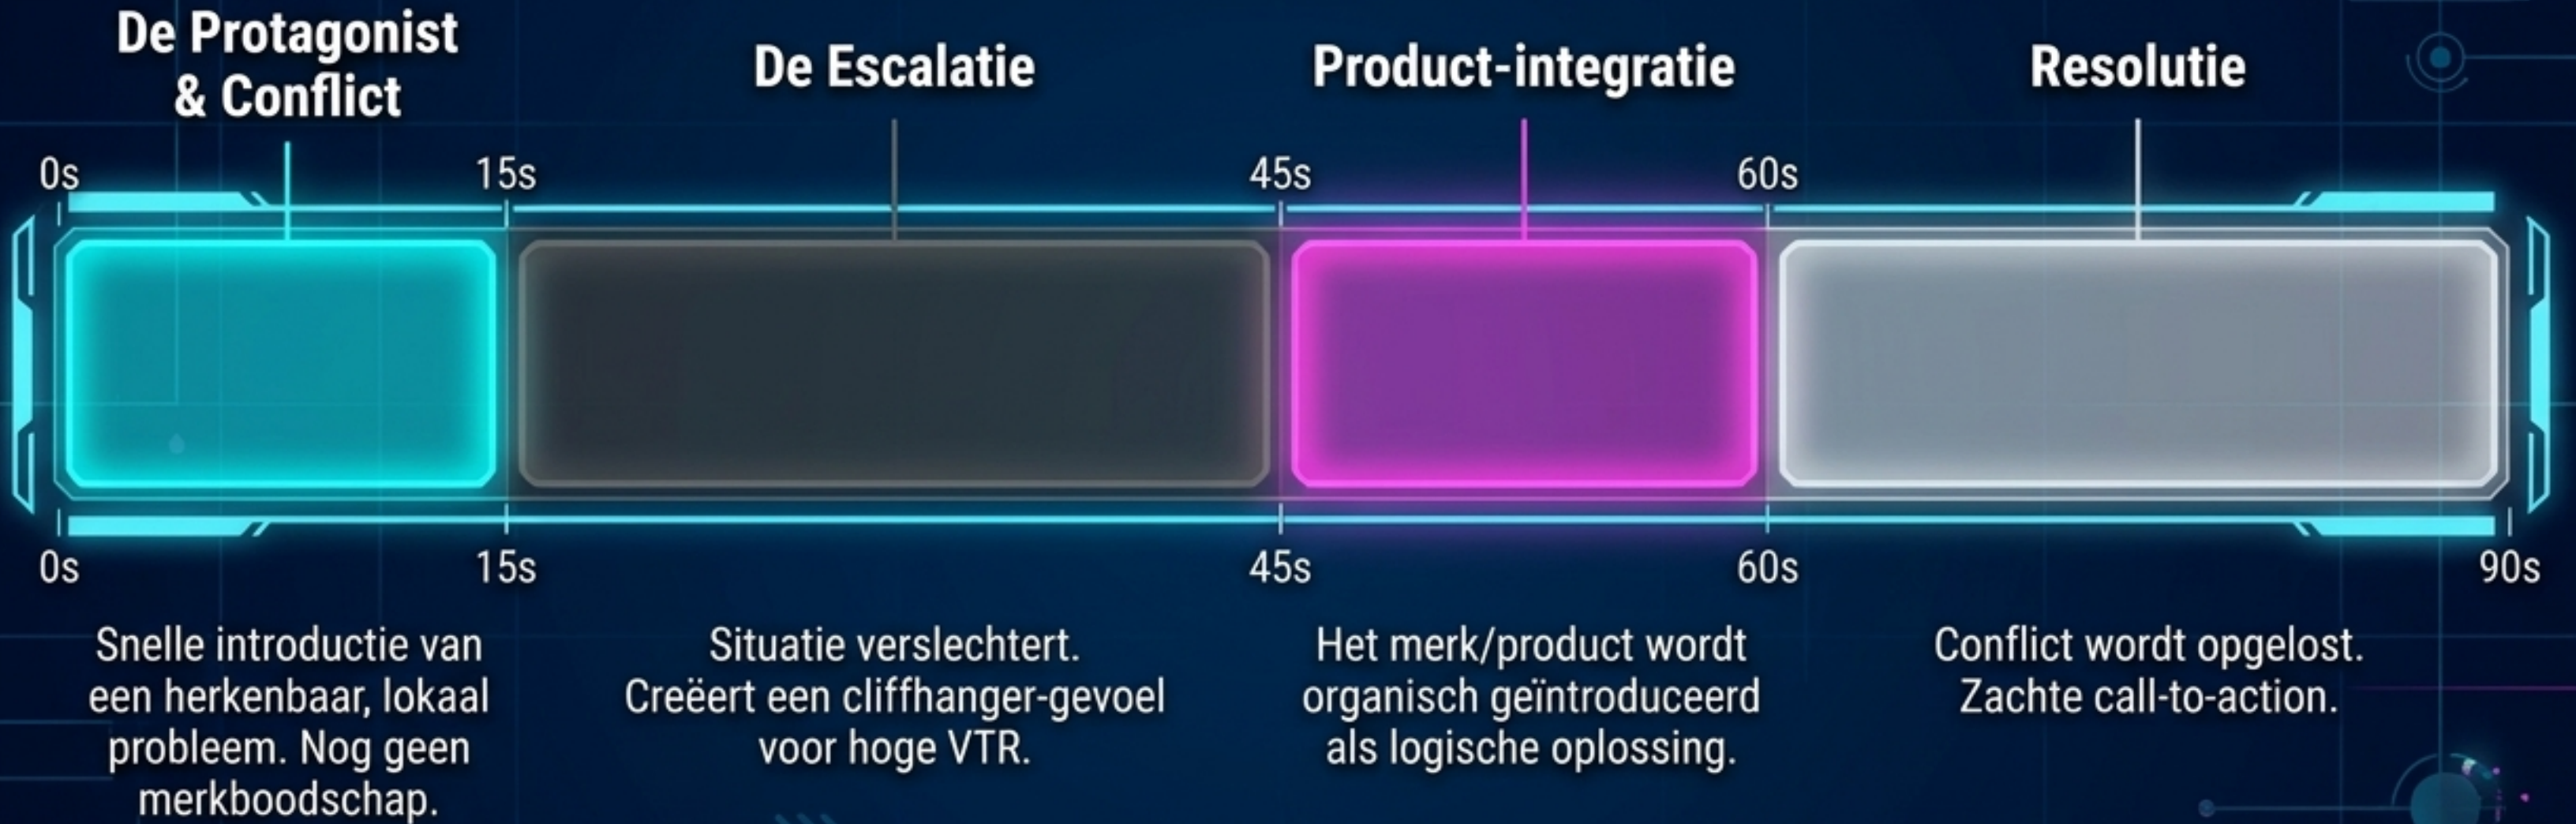 De Protagonist
& Conflict
De Escalatie
Product-integratie
Resolutie
0s
15s
45s
60s
0s
15s
45s
60s
90s
Snelle introductie van
een herkenbaar, lokaal
probleem. Nog geen
merkboodschap.
Situatie verslechtert.
Creëert een cliffhanger-gevoel
voor hoge VTR.
Het merk/product wordt
organisch geïntroduceerd
als logische oplossing.
Conflict wordt opgelost.
Zachte call-to-action.